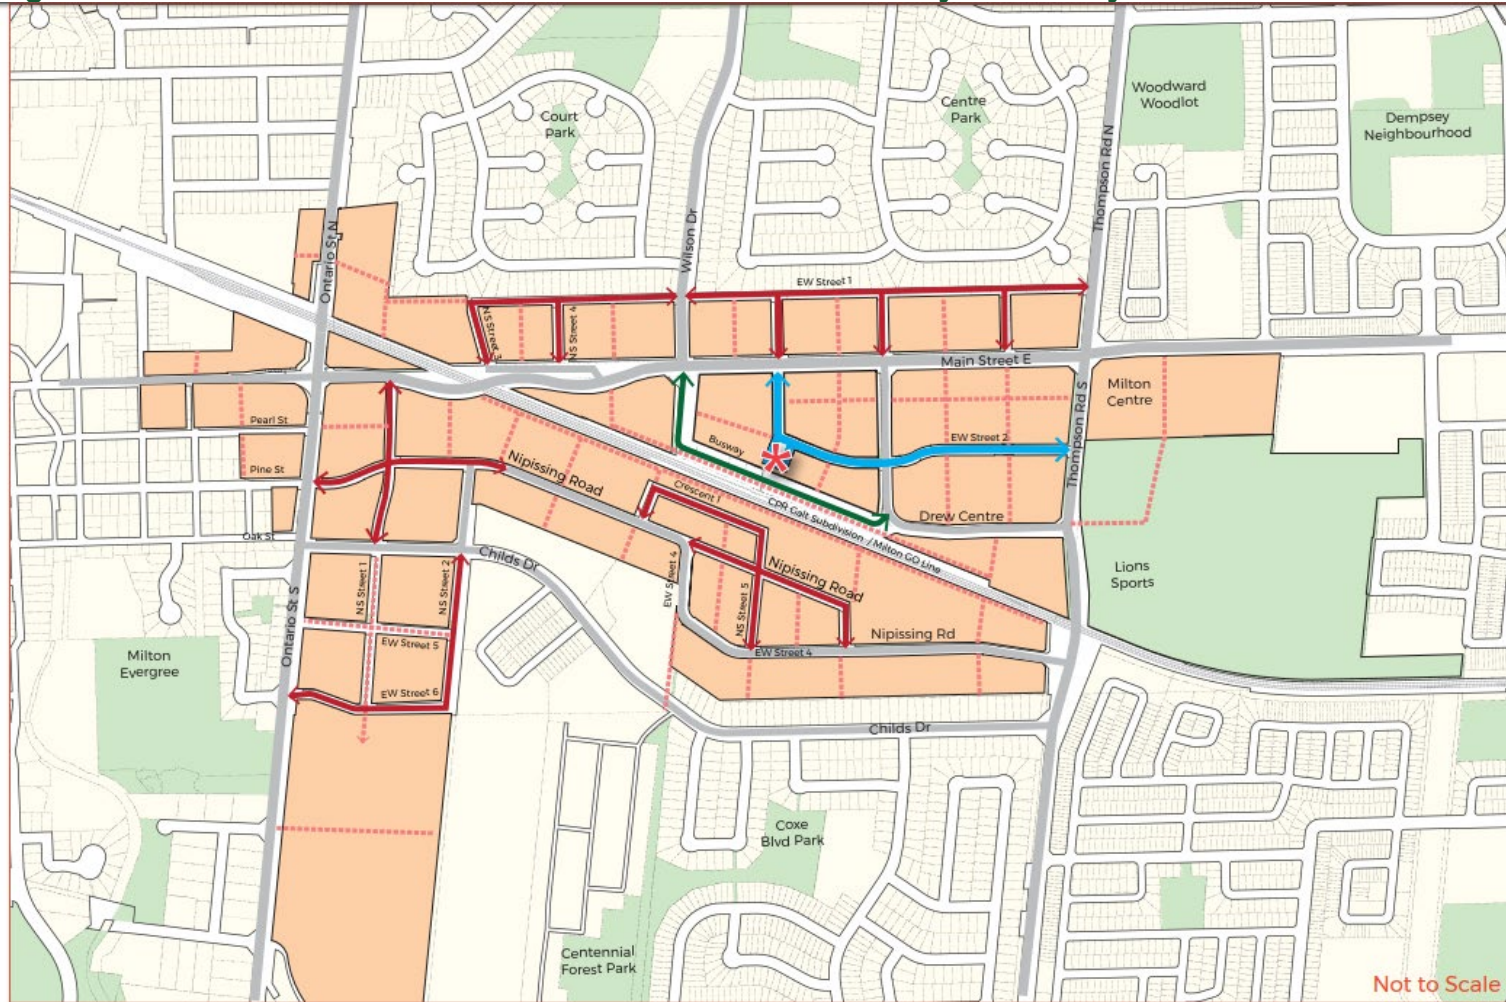 Woodward
Woodlot
Court
Park
Centre
Park
Dempsey
Neighbourhood
Thompson Rd N
Wilson Dr
Ontario St N
EW Street 1
NS Street 3
NS Street 4
Main Street E
Milton
Centre
Pearl St
Thompson Rd S
EW Street 2
Busway
Pine St
Nipissing Road
Crescent 1
CPR Galt Subdivision / Milton GO Line
Drew Centre
Oak St
Childs Dr
Lions
Sports
EW Street 4
Nipissing Road
NS Street 1
NS Street 2
NS Street 5
Ontario St S
EW Street 5
Nipissing Rd
EW Street 4
Milton
Evergree
EW Street 6
Childs Dr
Coxe
Blvd Park
Centennial
Forest Park
Not to Scale